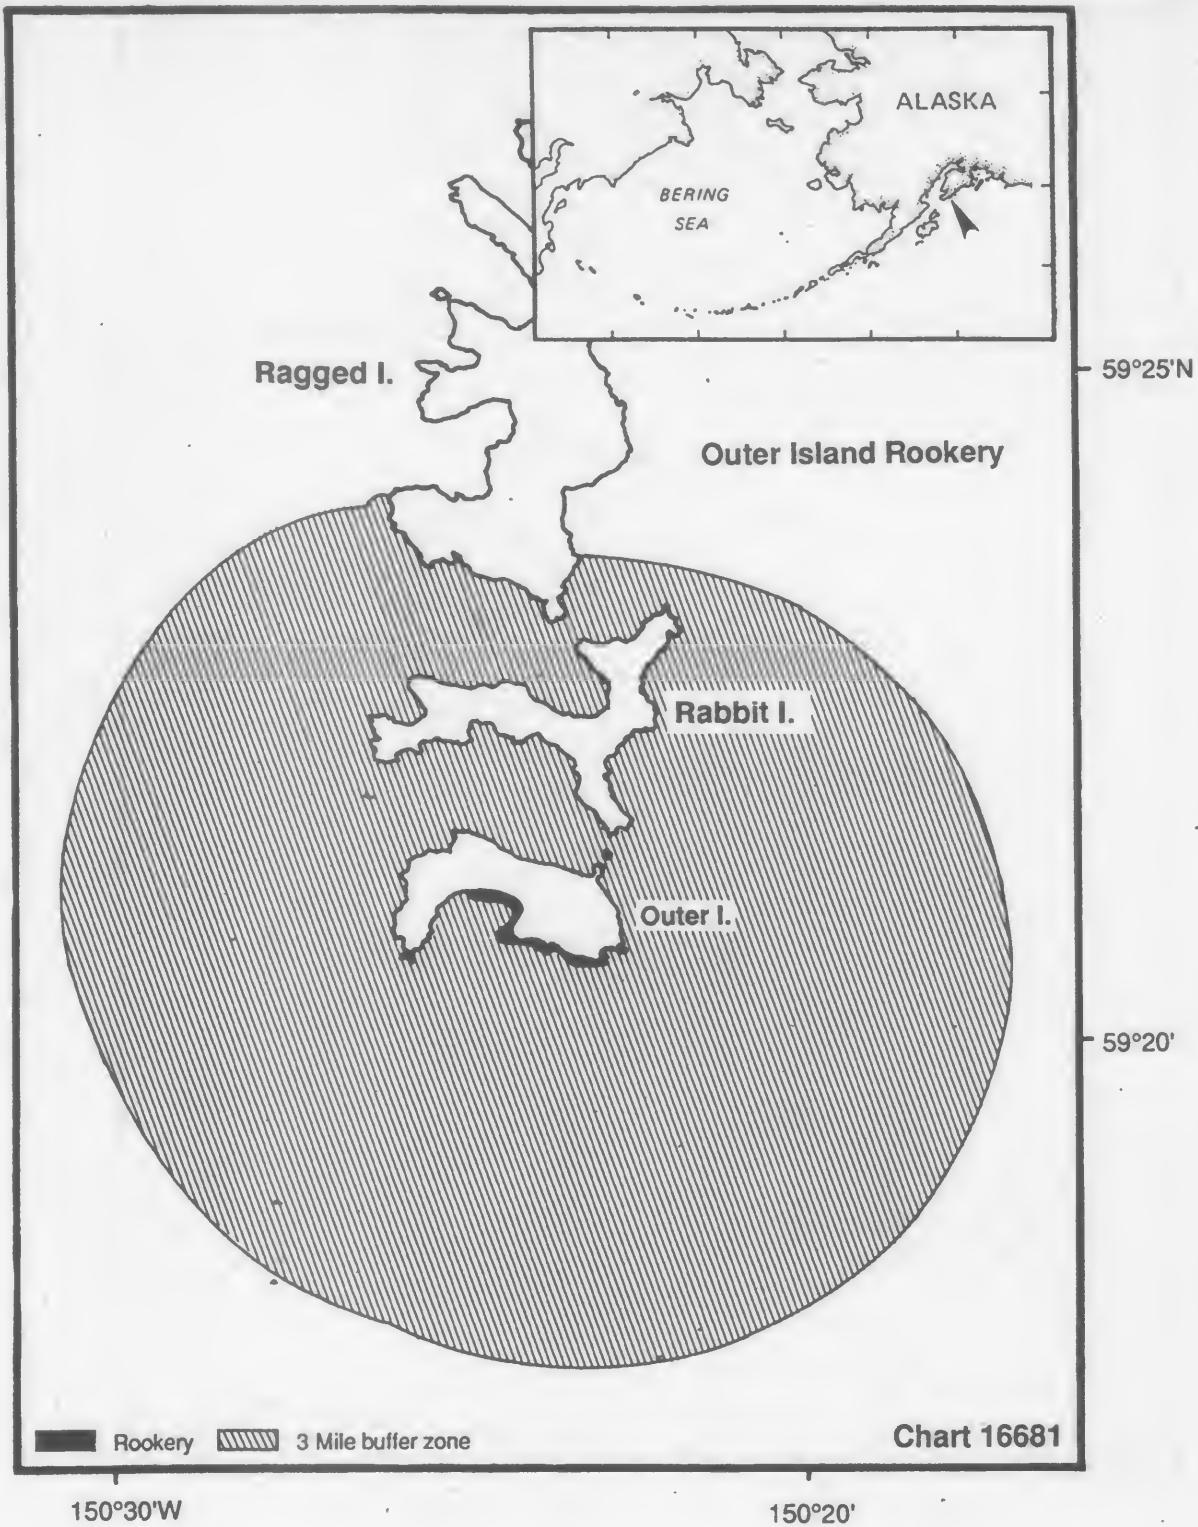 ALASKA
BERING
SEA
Ragged I.
59°25'N
Outer Island Rookery
Rabbit I.
Outer I.
59°20'
Rookery
3 Mile buffer zone
Chart 16681
150°30'W
150°20'